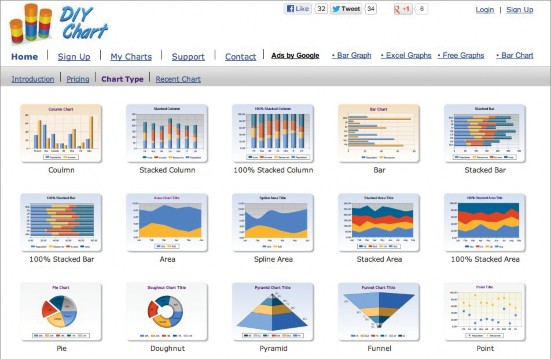 DIY
Chart
Like 32 Tweet 34 +1 8
Login | Sign Up
Home Sign Up My Charts Support Contact Ads by Google • Bar Graph • Excel Graphs • Free Graphs • Bar Chart
Introduction | Pricing | Chart Type | Recent Chart
Column Chart Stacked Column 100% Stacked Column Bar Chart Stacked Bar
Coulmn Stacked Column 100% Stacked Column Bar Stacked Bar
100% Stacked Bar Area Chart Title Spline Area Title Stacked Area Title 100% Stacked Area Title
100% Stacked Bar Area Spline Area Stacked Area 100% Stacked Area
Pie Chart Doughnut Chart Title Pyramid Chart Title Funnel Chart Title Point Title
Pie Doughnut Pyramid Funnel Point